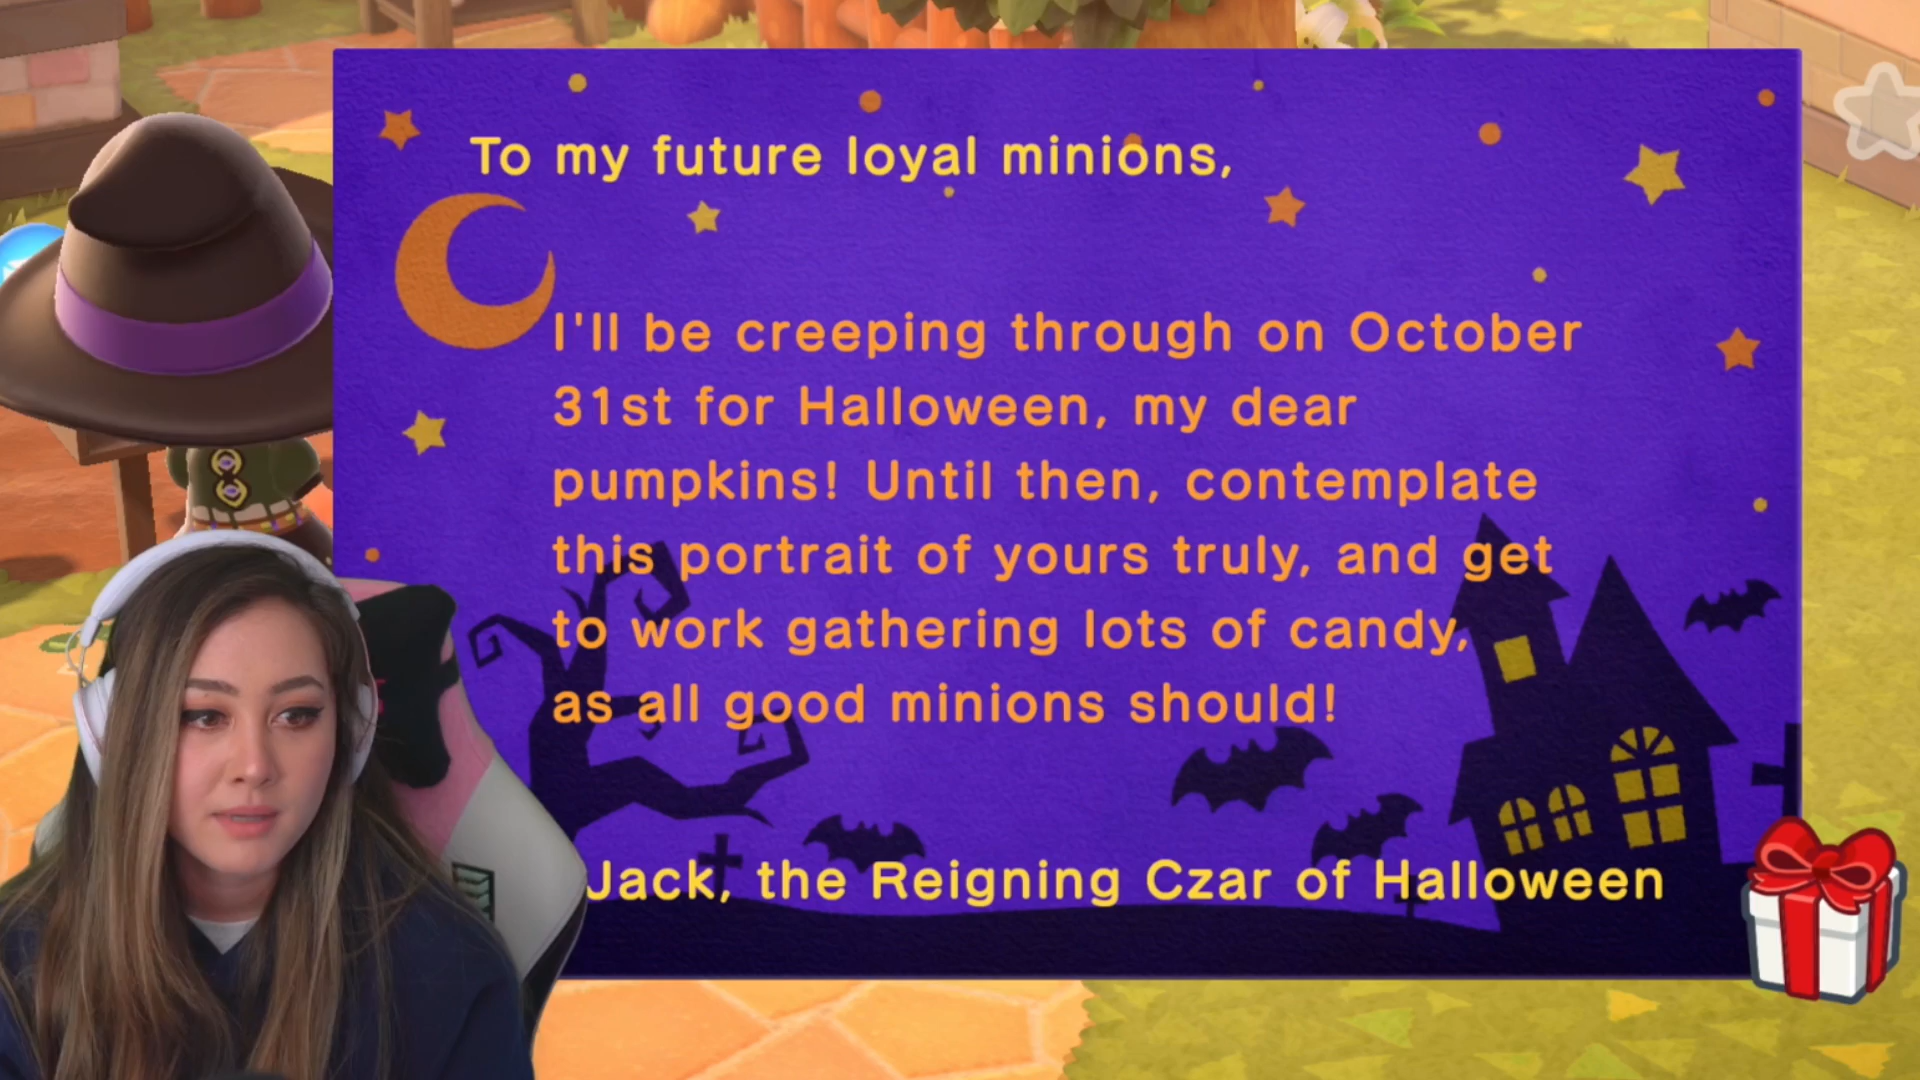 To my future loyal minions,
I'll be creeping through on October
31st for Halloween, my dear
pumpkins! Until then, contemplate
this portrait of yours truly, and get
to work gathering lots of candy,
as all good minions should!
Jack, the Reigning Czar of Halloween